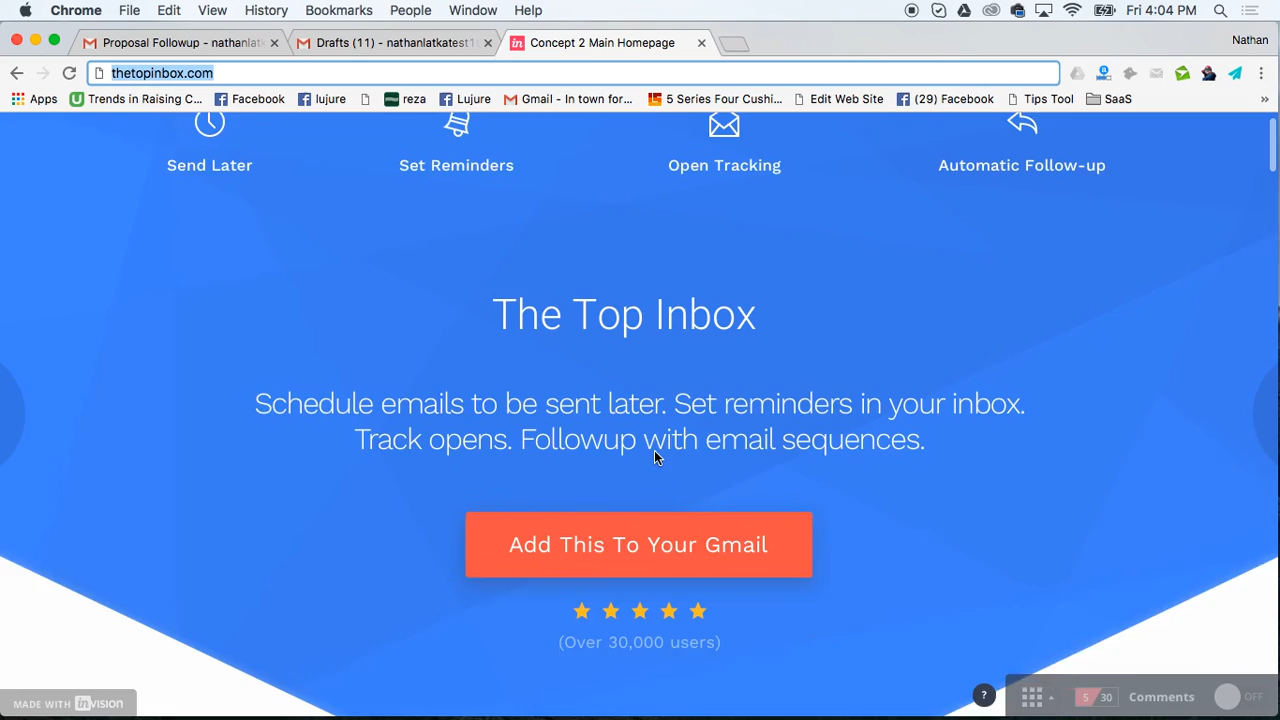 Chrome File Edit View History Bookmarks People Window Help Fri 4:04 PM
Proposal Followup - nathanlatka
Drafts (11) - nathanlatkatest1
in Concept 2 Main Homepage
Nathan
thetopinbox.com
Apps
Trends in Raising C...
Facebook
lujure
reza
Lujure
Gmail - In town for...
5 Series Four Cushi...
Edit Web Site
(29) Facebook
Tips Tool
SaaS
»
Send Later
Set Reminders
Open Tracking
Automatic Follow-up
The Top Inbox
Schedule emails to be sent later. Set reminders in your inbox.
Track opens. Followup with email sequences.
Add This To Your Gmail
(Over 30,000 users)
MADE WITH inVISION
?
5 30 Comments OFF